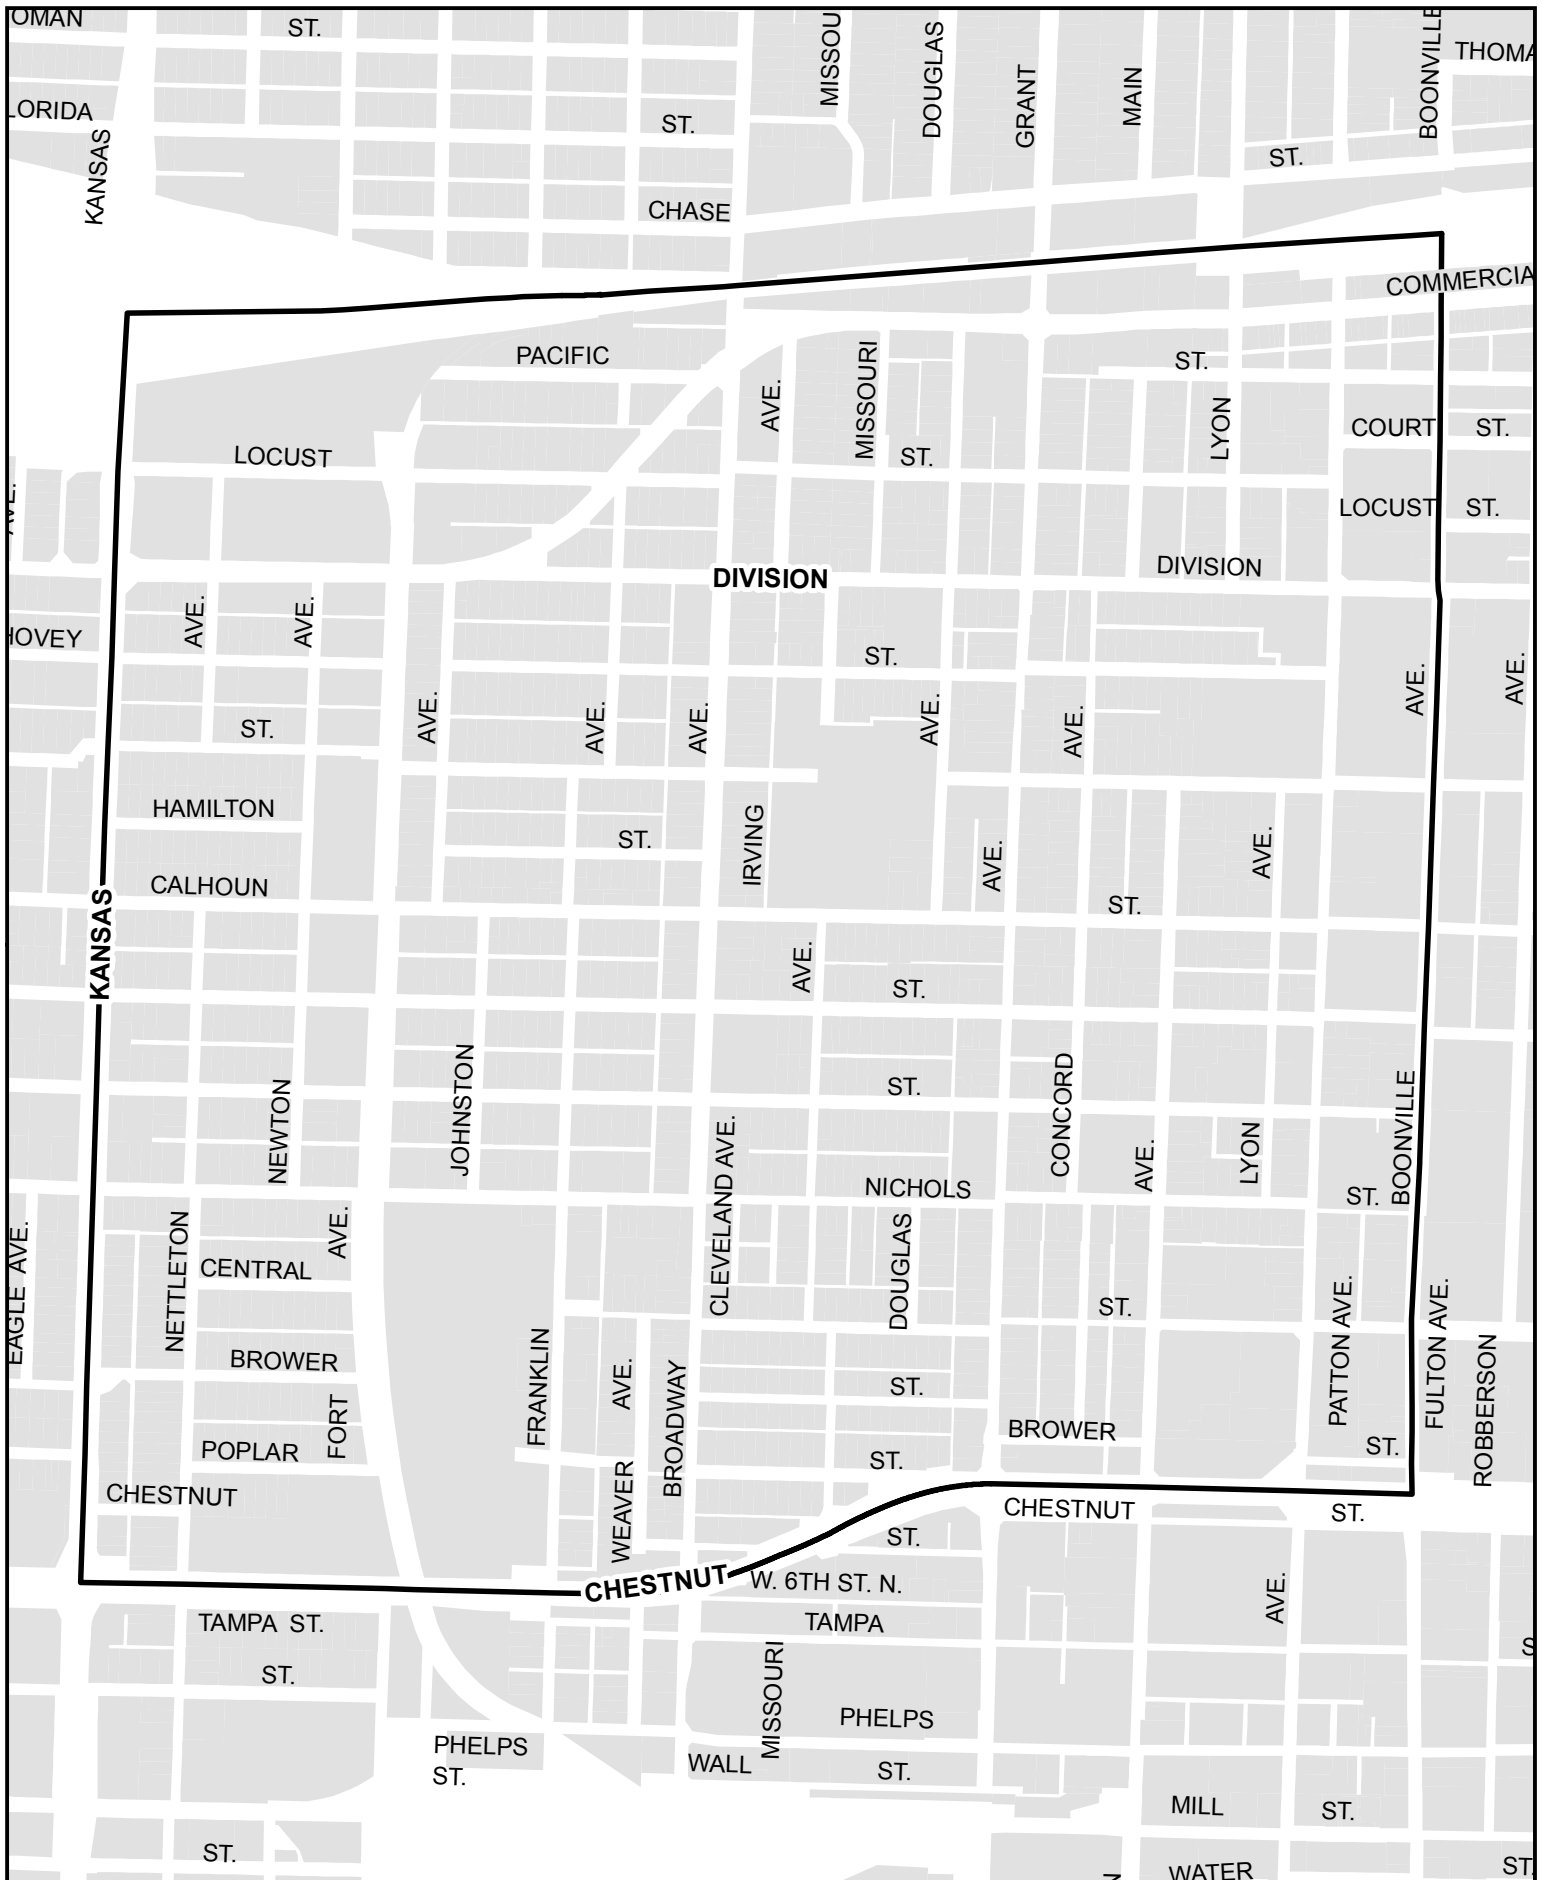 OMAN
ST.
MISSOU
DOUGLAS
GRANT
MAIN
BOONVILLE
THOMA
LORIDA
ST.
KANSAS
ST.
CHASE
COMMERCIA
PACIFIC
ST.
AVE.
MISSOURI
LYON
COURT
ST.
LOCUST
ST.
AVE.
LOCUST
ST.
DIVISION
DIVISION
AVE.
AVE.
HOVEY
ST.
AVE.
AVE.
AVE.
AVE.
AVE.
AVE.
AVE.
ST.
HAMILTON
ST.
IRVING
AVE.
AVE.
CALHOUN
ST.
KANSAS
AVE.
ST.
JOHNSTON
NEWTON
ST.
CONCORD
BOONVILLE
CLEVELAND AVE.
AVE.
LYON
NICHOLS
ST.
NETTLETON
AVE.
DOUGLAS
EAGLE AVE.
CENTRAL
ST.
PATTON AVE.
FULTON AVE.
BROWER
FRANKLIN
AVE.
BROADWAY
ST.
ROBBERSON
FORT
BROWER
ST.
POPLAR
ST.
WEAVER
CHESTNUT
CHESTNUT
ST.
ST.
CHESTNUT
W. 6TH ST. N.
AVE.
TAMPA ST.
TAMPA
S
ST.
MISSOURI
PHELPS
PHELPS
ST.
WALL
ST.
MILL
ST.
ST.
N
WATER
ST.